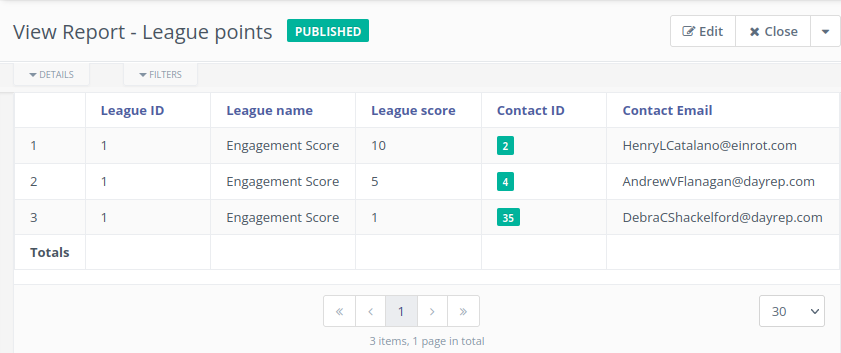 View Report - League points PUBLISHED Edit Close
DETAILS FILTERS
League ID League name League score Contact ID Contact Email
1 1 Engagement Score 10 2 HenryLCatalano@einrot.com
2 1 Engagement Score 5 4 AndrewVFlanagan@dayrep.com
3 1 Engagement Score 1 35 DebraCShackelford@dayrep.com
Totals
« ‹ 1 › » 30
3 items, 1 page in total